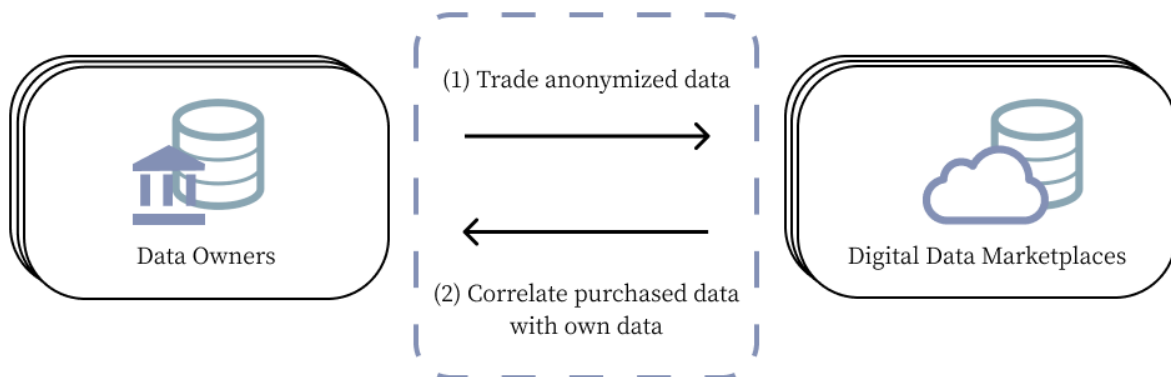 (1) Trade anonymized data
Data Owners
Digital Data Marketplaces
(2) Correlate purchased data
with own data